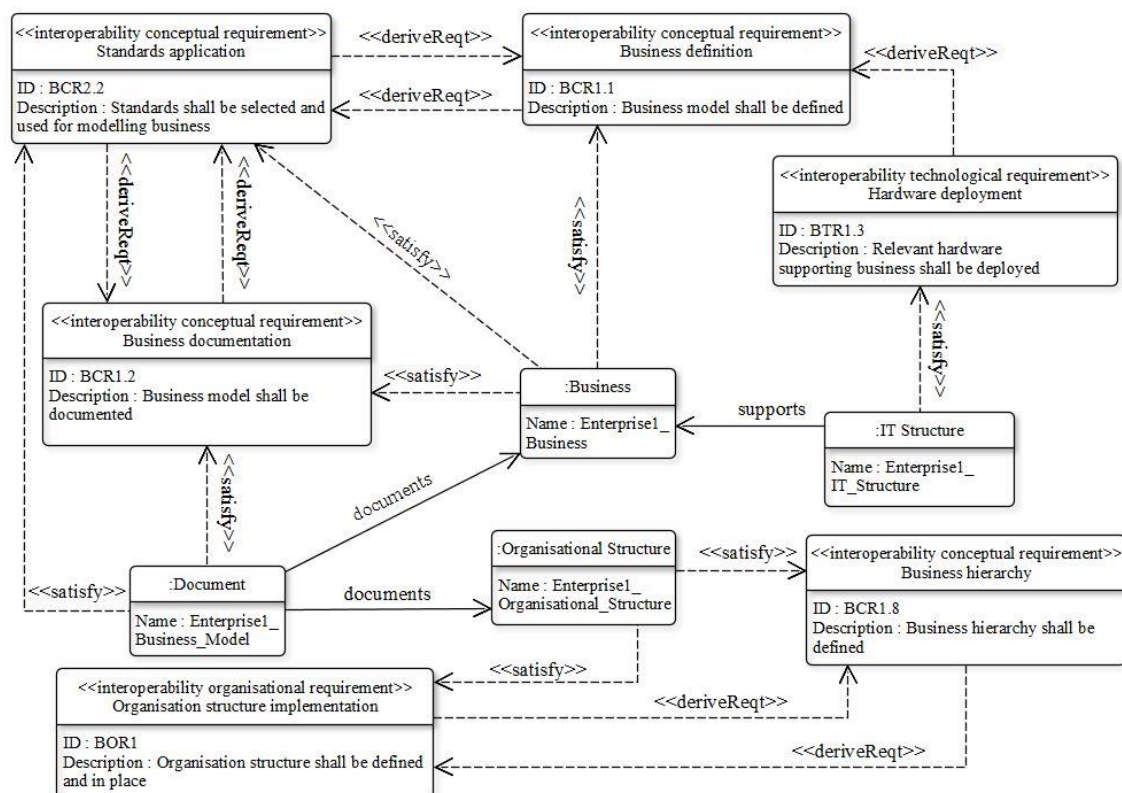 <<interoperability conceptual requirement>>
Standards application
ID : BCR2.2
Description : Standards shall be selected and
used for modelling business
<<deriveReqt>>
<<deriveReqt>>
<<interoperability conceptual requirement>>
Business definition
ID : BCR1.1
Description : Business model shall be defined
<<deriveReqt>>
<<interoperability technological requirement>>
Hardware deployment
ID : BTR1.3
Description : Relevant hardware
supporting business shall be deployed
<<deriveReqt>>
<<deriveReqt>>
<<satisfy>>
<<satisfy>>
<<satisfy>>
<<interoperability conceptual requirement>>
Business documentation
ID : BCR1.2
Description : Business model shall be
documented
<<satisfy>>
:Business
Name : Enterprise1_
Business
supports
:IT Structure
Name : Enterprise1_
IT_Structure
<<satisfy>>
documents
<<satisfy>>
:Document
Name : Enterprise1_
Business_Model
documents
:Organisational Structure
Name : Enterprise1_
Organisational_Structure
<<satisfy>>
<<interoperability conceptual requirement>>
Business hierarchy
ID : BCR1.8
Description : Business hierarchy shall be
defined
<<satisfy>>
<<interoperability organisational requirement>>
Organisation structure implementation
ID : BOR1
Description : Organisation structure shall be defined
and in place
<<deriveReqt>>
<<deriveReqt>>